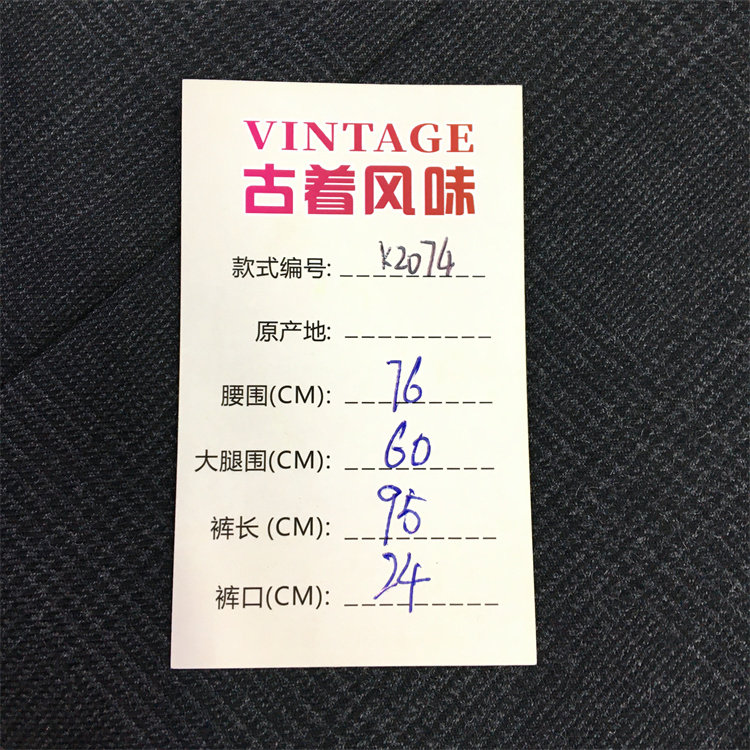 VINTAGE
古着风味
款式编号: K2074
原产地:
腰围(CM): 76
大腿围(CM): 60
裤长 (CM): 95
裤口(CM): 24